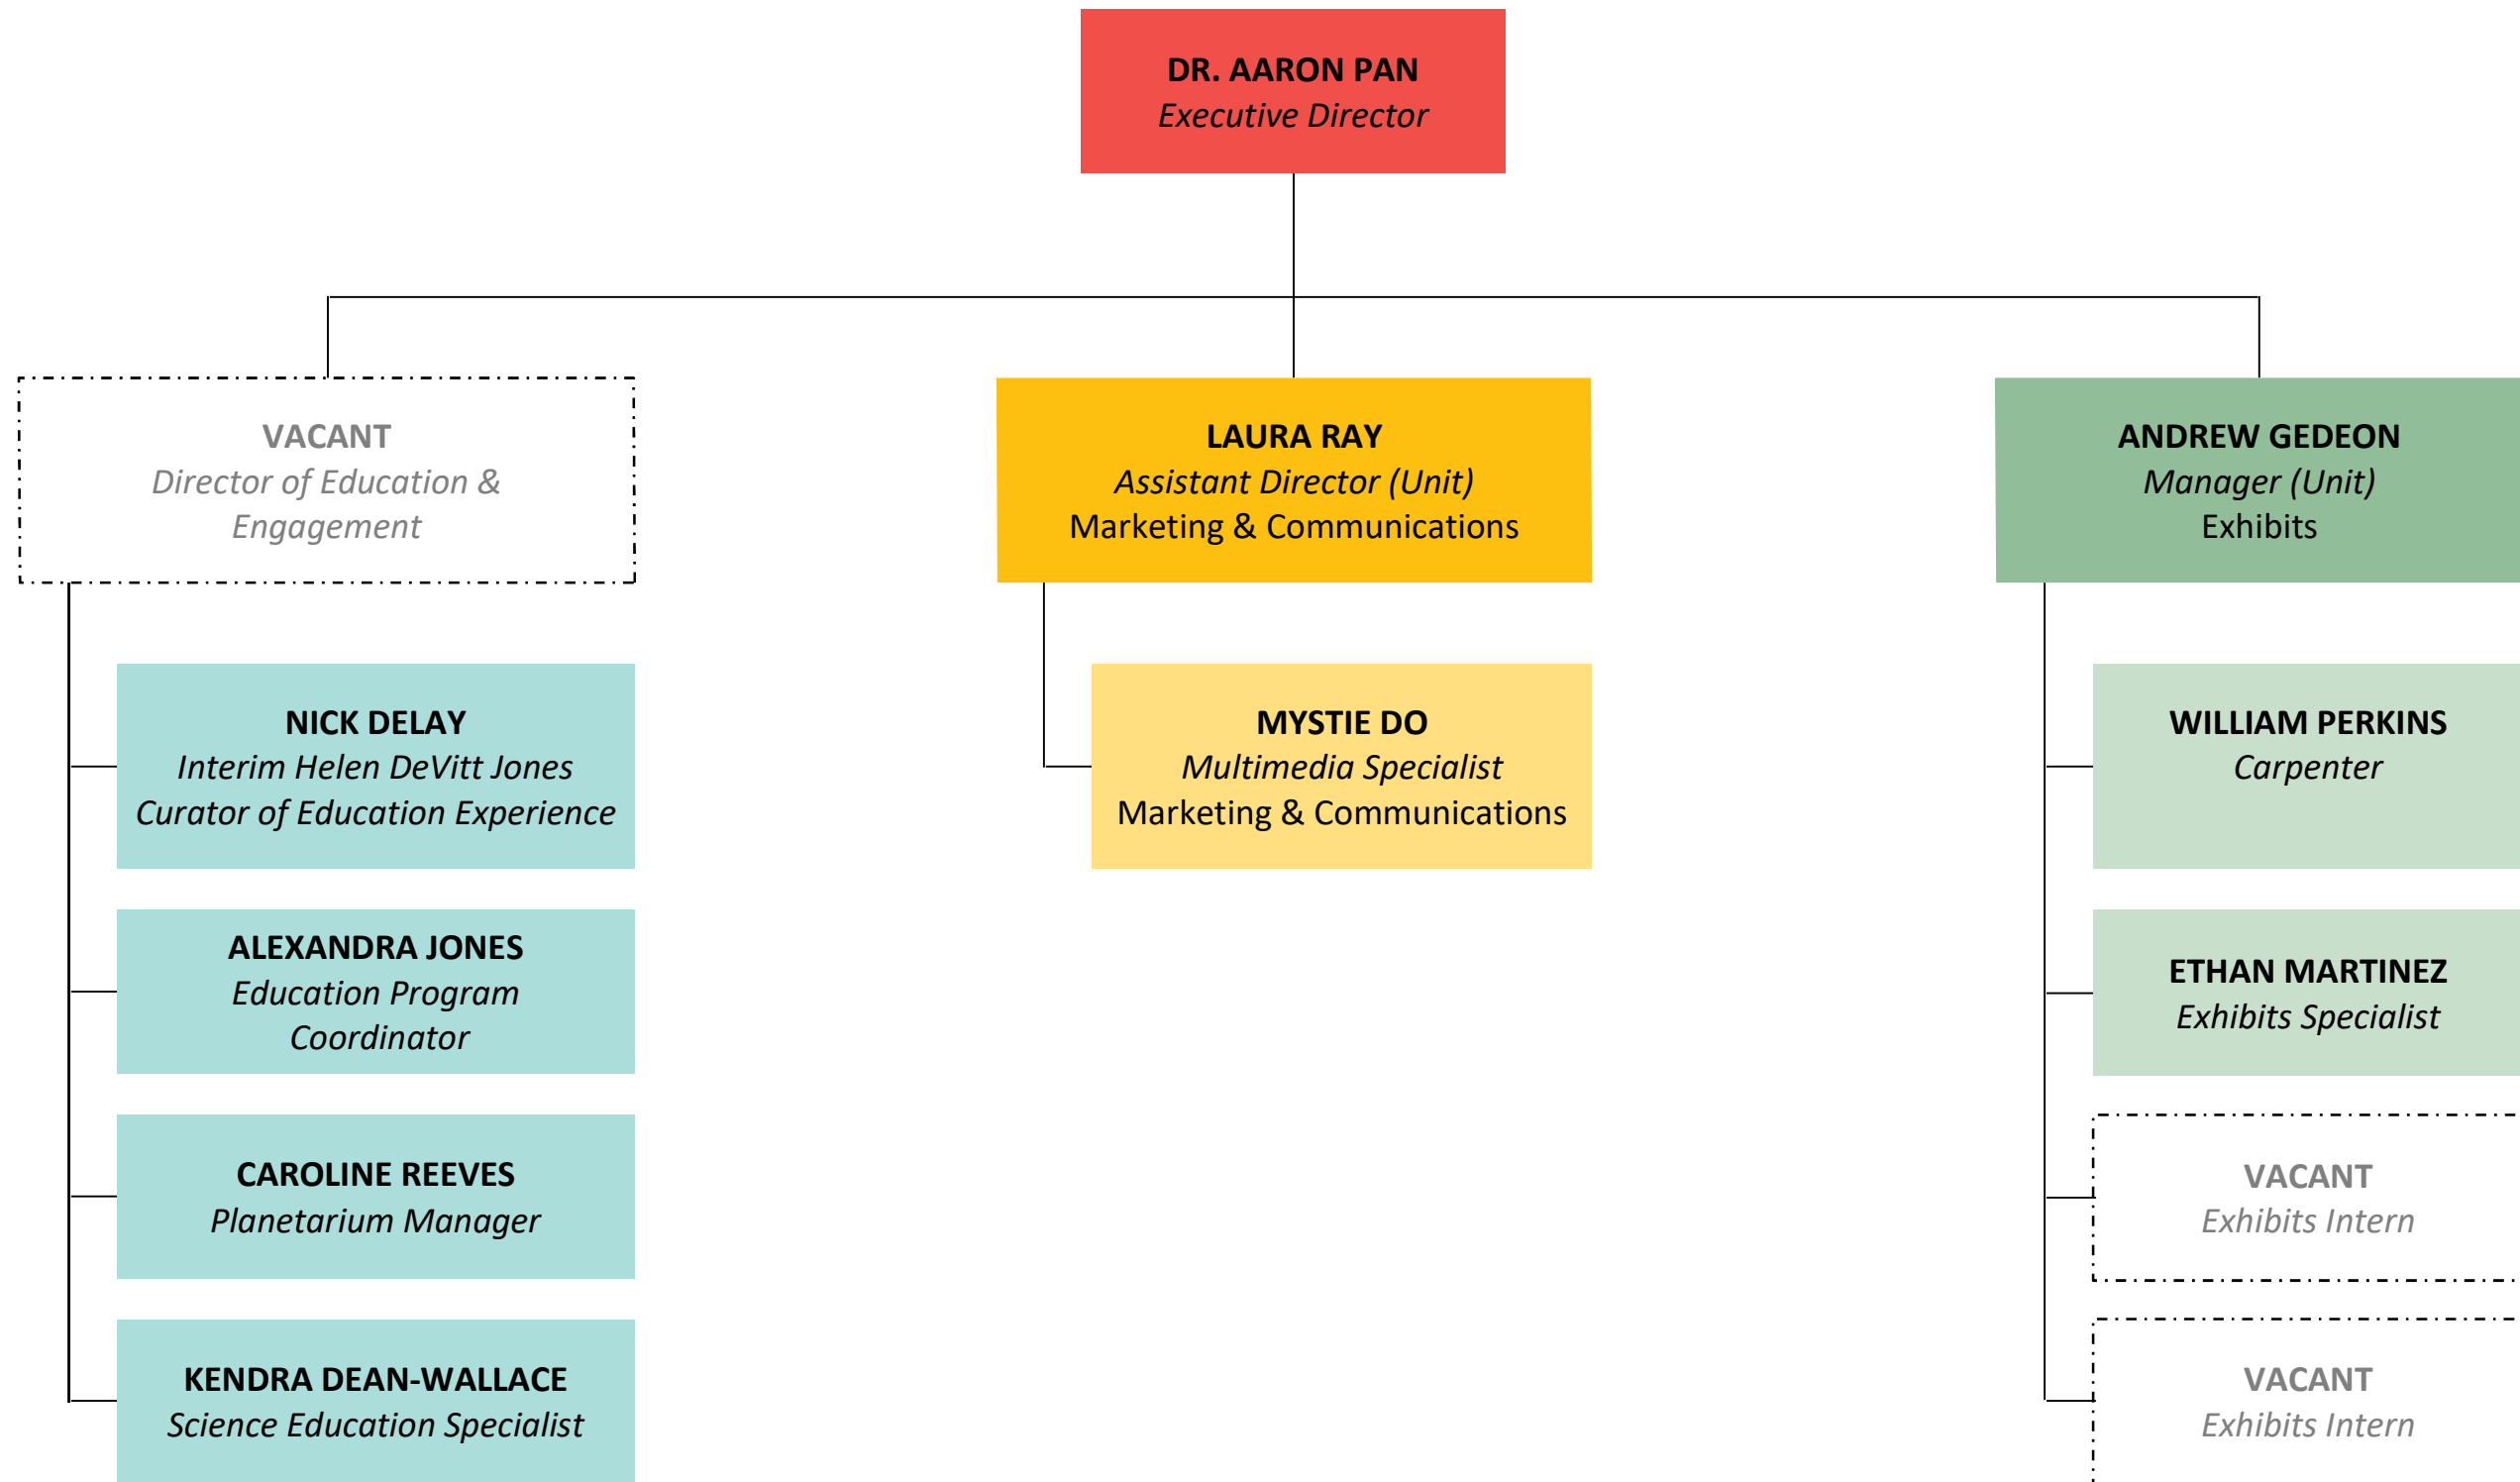 DR. AARON PAN
Executive Director
VACANT
Director of Education &
Engagement
LAURA RAY
Assistant Director (Unit)
Marketing & Communications
ANDREW GEDEON
Manager (Unit)
Exhibits
NICK DELAY
Interim Helen DeVitt Jones
Curator of Education Experience
MYSTIE DO
Multimedia Specialist
Marketing & Communications
WILLIAM PERKINS
Carpenter
ALEXANDRA JONES
Education Program
Coordinator
ETHAN MARTINEZ
Exhibits Specialist
CAROLINE REEVES
Planetarium Manager
VACANT
Exhibits Intern
KENDRA DEAN-WALLACE
Science Education Specialist
VACANT
Exhibits Intern